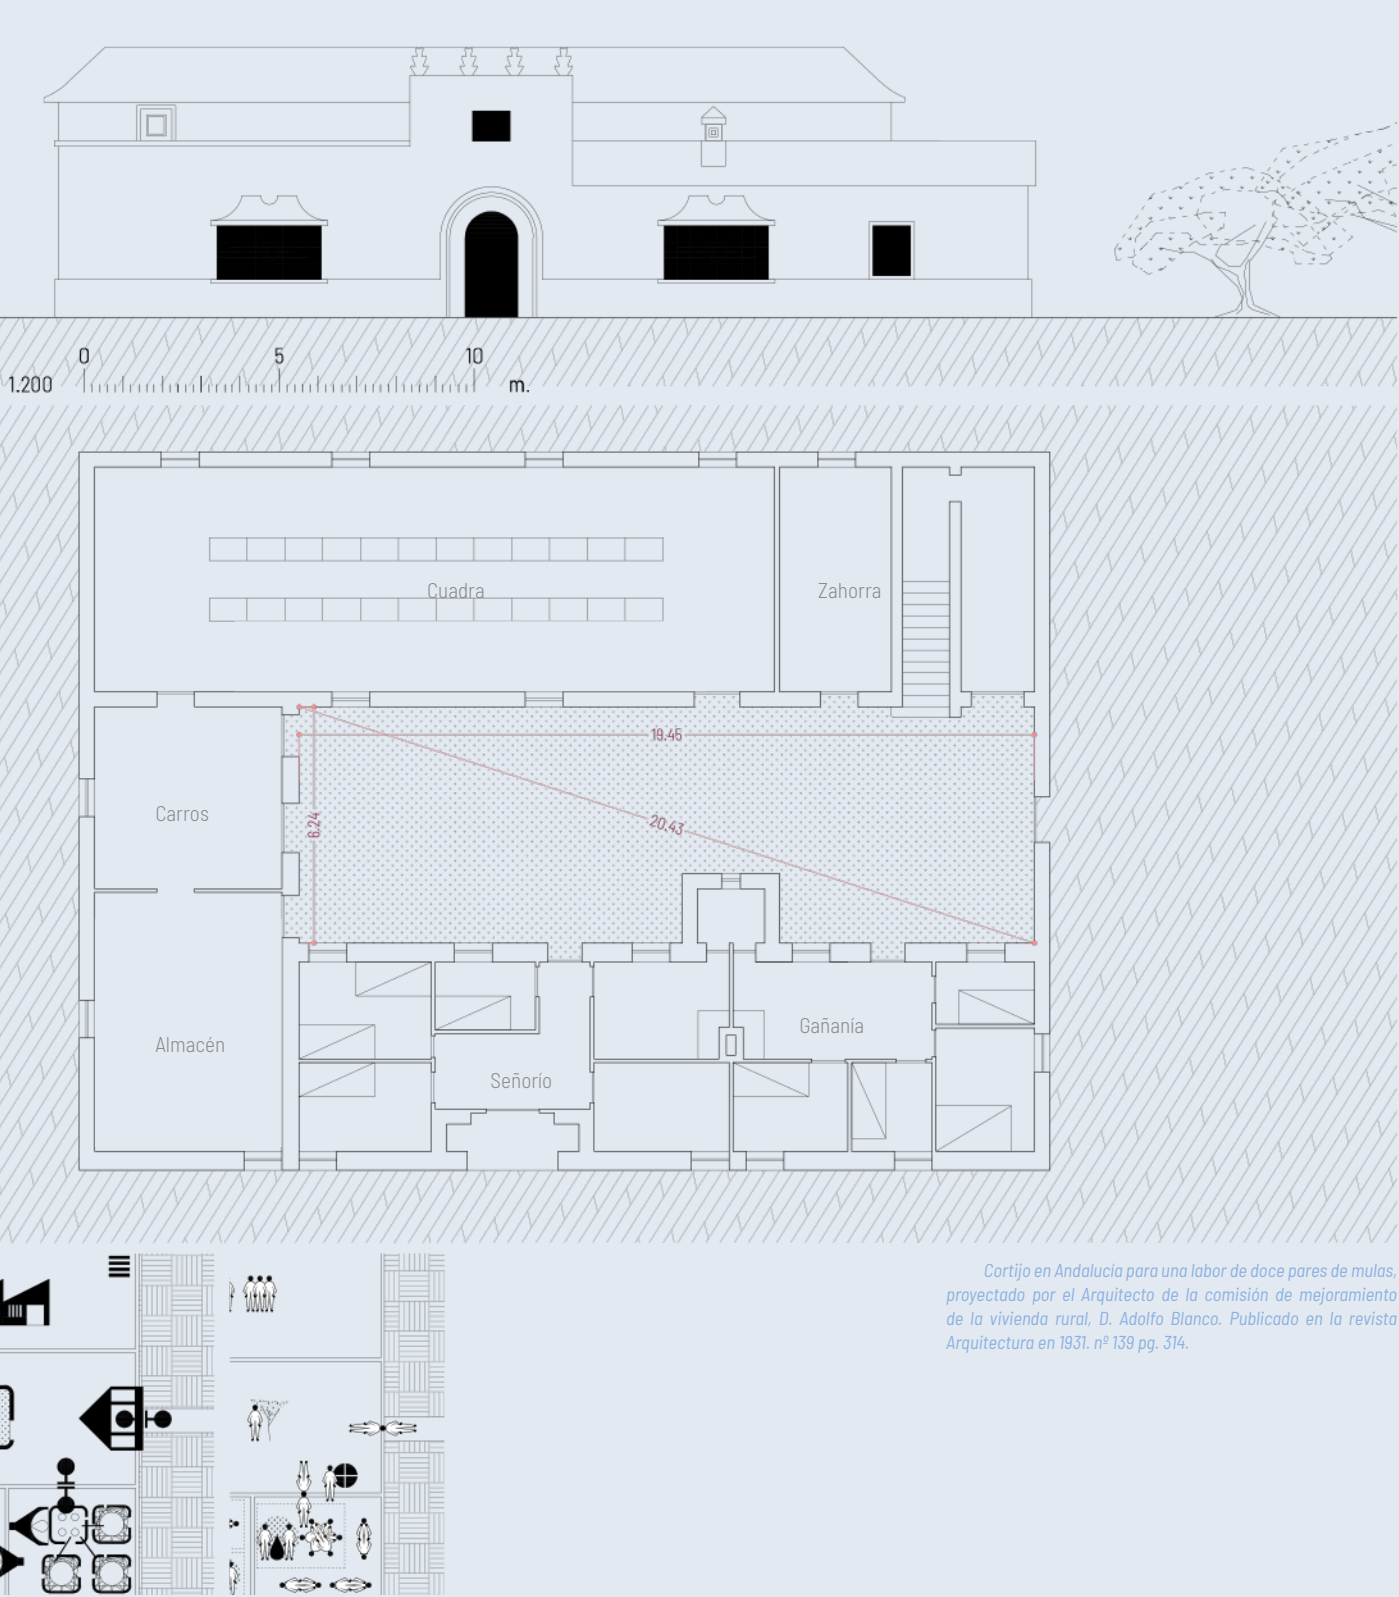 0 5 10
1.200 m.
Cuadra
Zahorra
19.45
Carros
6.24
20.43
Gañanía
Almacén
Señorío
Cortijo en Andalucía para una labor de doce pares de mulas,
proyectado por el Arquitecto de la comisión de mejoramiento
de la vivienda rural, D. Adolfo Blanco. Publicado en la revista
Arquitectura en 1931. nº 139 pg. 314.